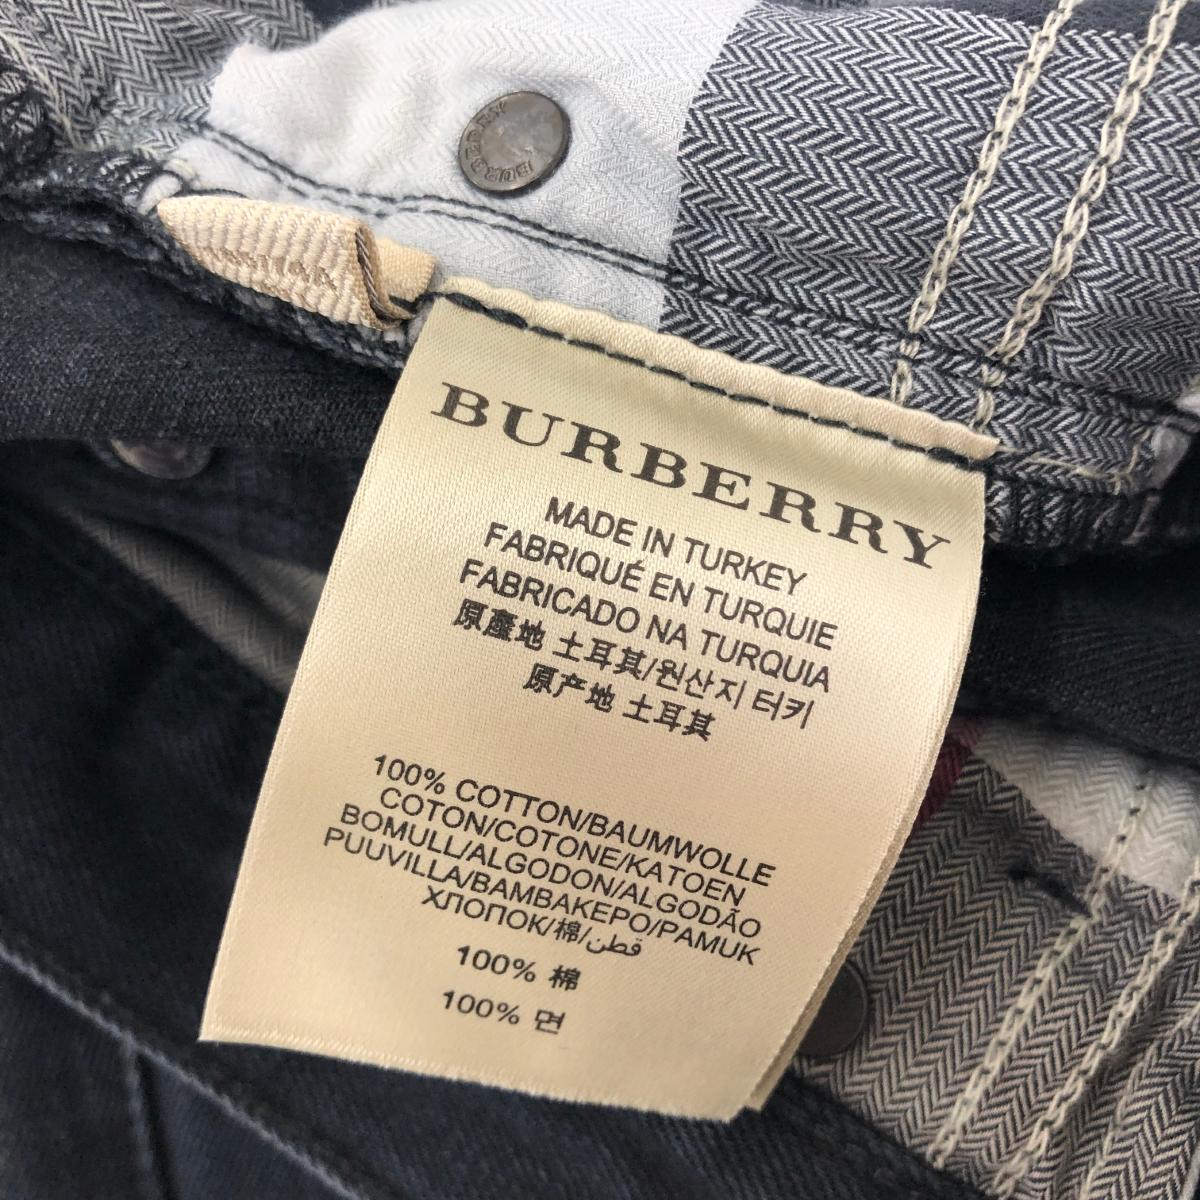 BURBERRY
BURBERRY
MADE IN TURKEY
FABRIQUÉ EN TURQUIE
FABRICADO NA TURQUIA
原產地 土耳其/원산지 터키
原产地 土耳其
100% COTTON/BAUMWOLLE
COTON/COTONE/KATOEN
BOMULL/ALGODON/ALGODÃO
PUUVILLA/BAMBAKEPO/PAMUK
ХЛОПОК/棉/قطن
100% 棉
100% 면